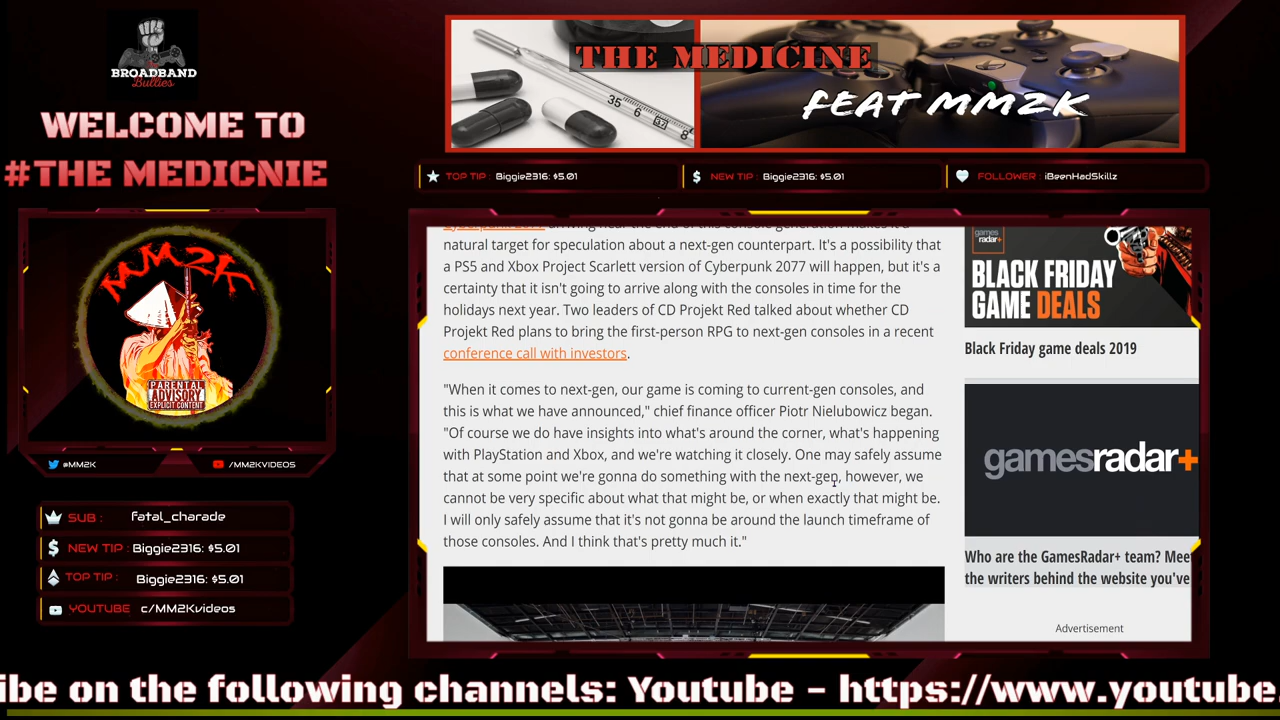 BROADBAND
Bullies
WELCOME TO
#THE MEDICNIE
THE MEDICINE
FEAT MM2K
35
6
37
8
TOP TIP : Biggie2316: $5.01
NEW TIP : Biggie2316: $5.01
FOLLOWER : iBeenHadSkillz
MM2K
PARENTAL
ADVISORY
EXPLICIT CONTENT
@MM2K
/MM2KVIDEOS
SUB : fatal_charade
NEW TIP : Biggie2316: $5.01
TOP TIP : Biggie2316: $5.01
YOUTUBE c/MM2Kvideos
natural target for speculation about a next-gen counterpart. It's a possibility that
a PS5 and Xbox Project Scarlett version of Cyberpunk 2077 will happen, but it's a
certainty that it isn't going to arrive along with the consoles in time for the
holidays next year. Two leaders of CD Projekt Red talked about whether CD
Projekt Red plans to bring the first-person RPG to next-gen consoles in a recent
conference call with investors.
"When it comes to next-gen, our game is coming to current-gen consoles, and
this is what we have announced," chief finance officer Piotr Nielubowicz began.
"Of course we do have insights into what's around the corner, what's happening
with PlayStation and Xbox, and we're watching it closely. One may safely assume
that at some point we're gonna do something with the next-gen, however, we
cannot be very specific about what that might be, or when exactly that might be.
I will only safely assume that it's not gonna be around the launch timeframe of
those consoles. And I think that's pretty much it."
games
radar+
BLACK FRIDAY
GAME DEALS
Black Friday game deals 2019
gamesradar+
Who are the GamesRadar+ team? Meet
the writers behind the website you've
Advertisement
ibe on the following channels: Youtube - https://www.youtube.